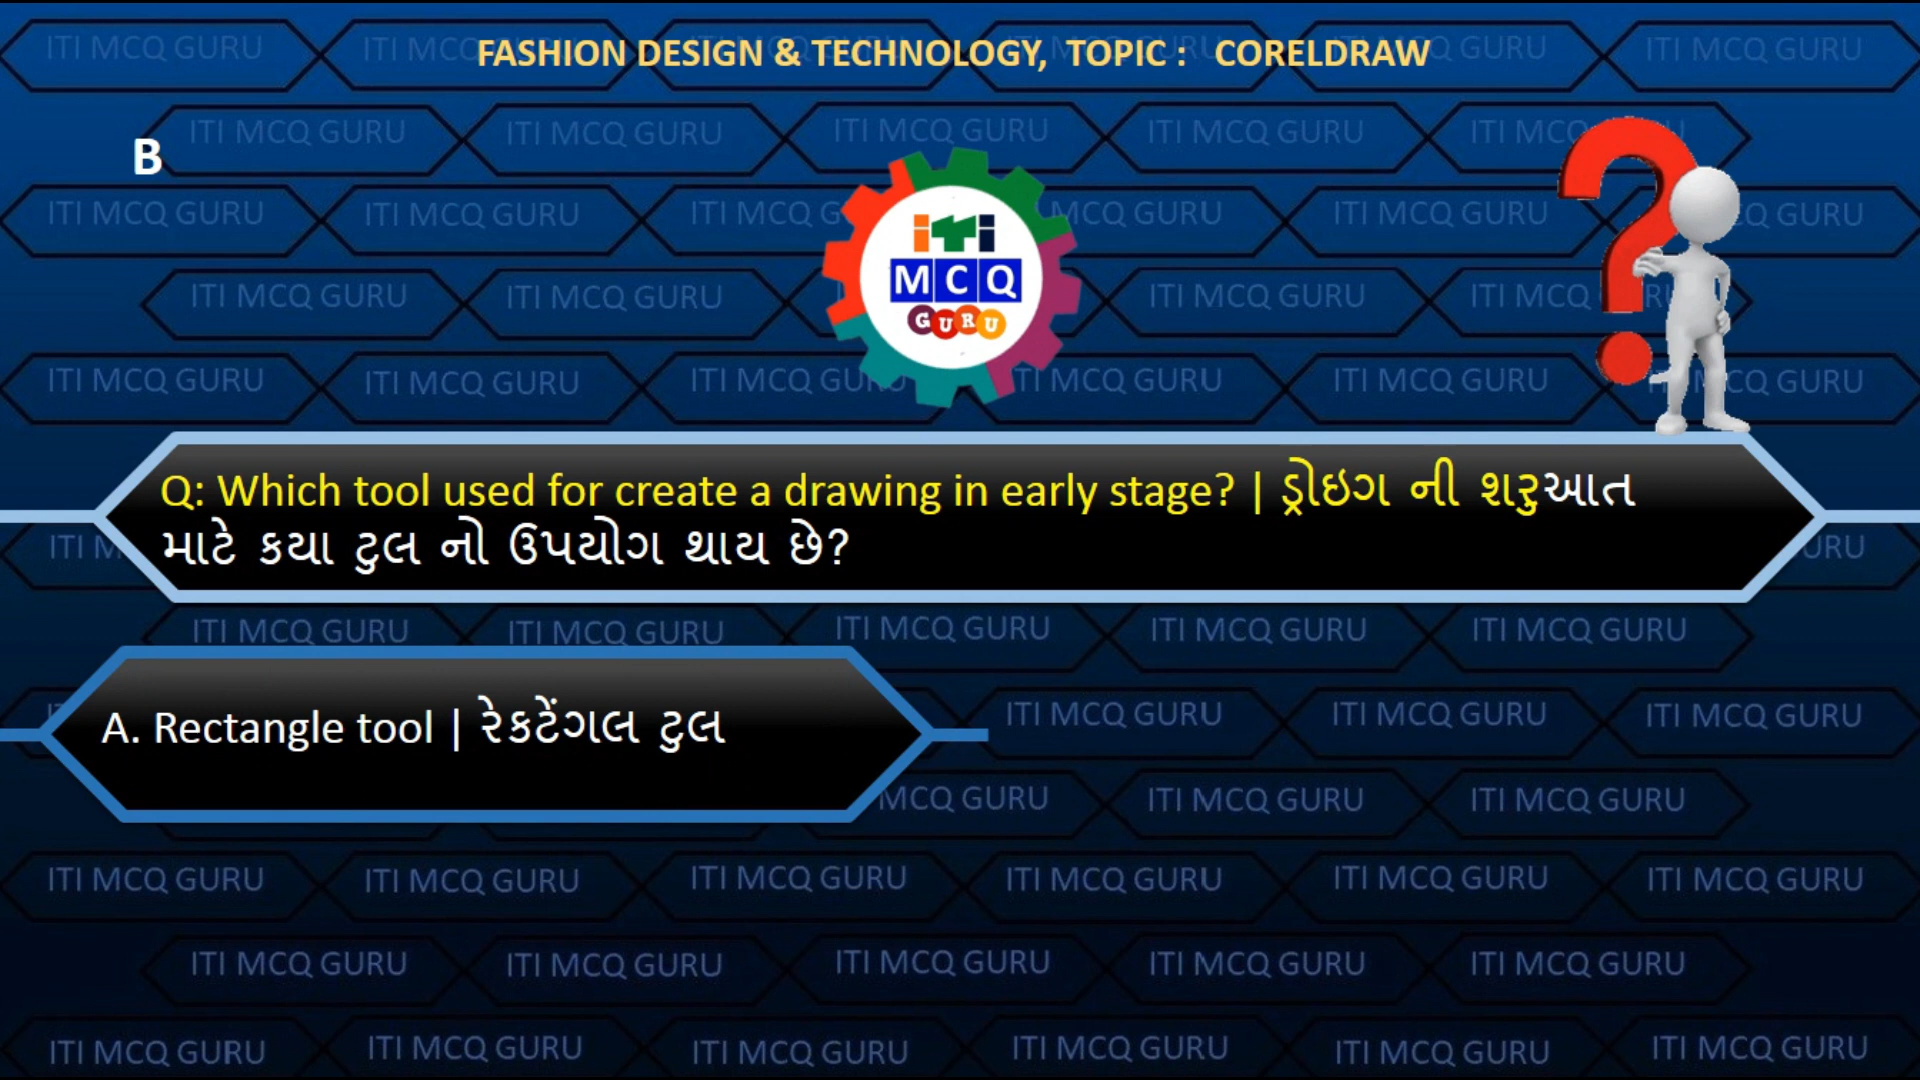 FASHION DESIGN & TECHNOLOGY, TOPIC : CORELDRAW
B
iTi
MCQ
GURU
Q: Which tool used for create a drawing in early stage? | ડ્રોઇગ ની શરુઆત
માટે કયા ટુલ નો ઉપયોગ થાય છે?
A. Rectangle tool | રેકટેંગલ ટુલ